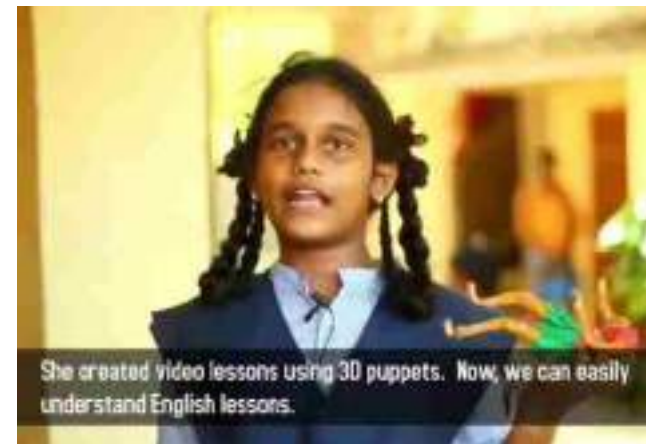 She created video lessons using 3D puppets.  Now, we can easily
understand English lessons.